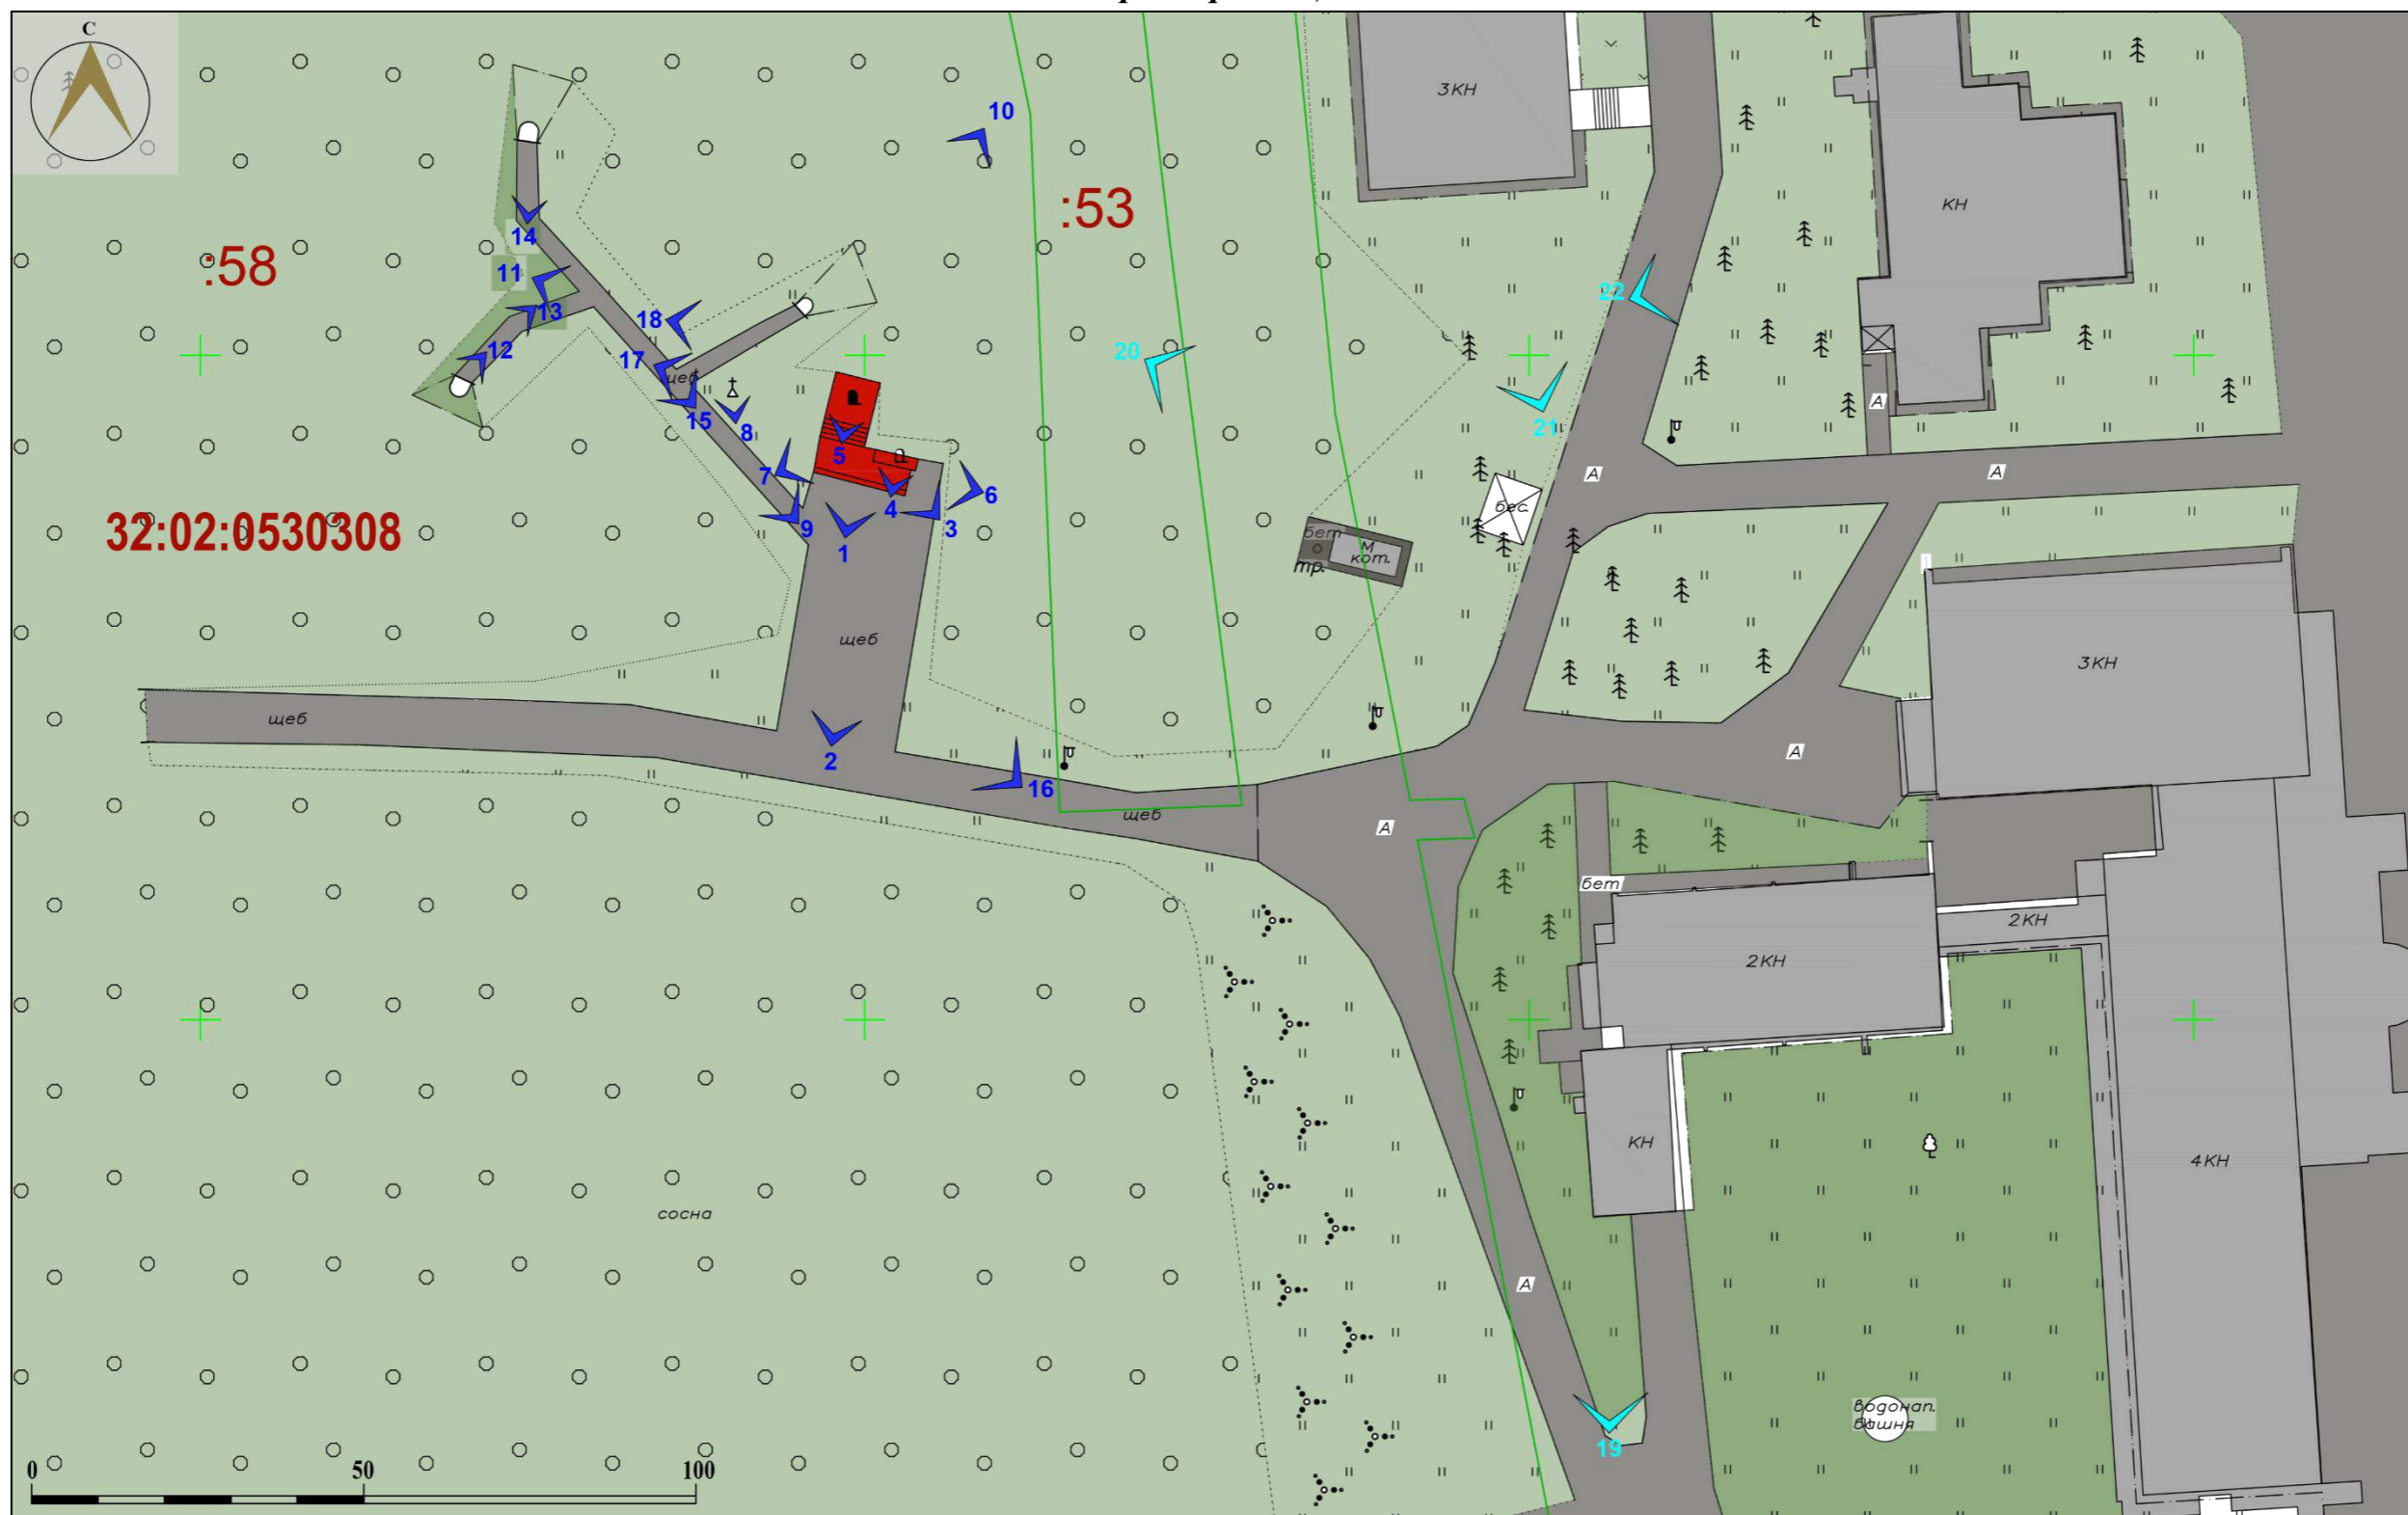 С
10
3КН
КН
:53
14
:58
11
13
12
18
17
щеб
15
8
20
22
21
7
5
4
6
9
3
1
А
А
А
бес
бет
М
кот.
тр.
32:02:0530308
щеб
3КН
щеб
2
16
щеб
А
А
бет
2КН
2КН
КН
4КН
сосна
А
водонап.
башня
19
0 50 100